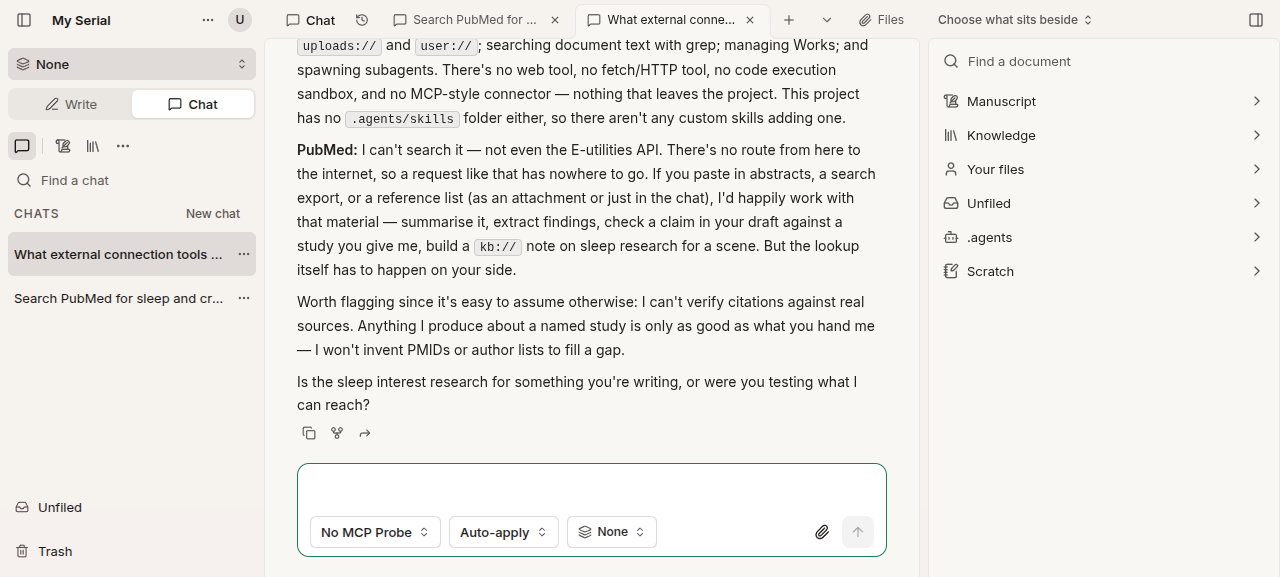 My Serial
U
None
Write
Chat
Find a chat
CHATS
New chat
What external connection tools ...
Search PubMed for sleep and cr...
Unfiled
Trash
Chat
Search PubMed for ...
What external conne...
Files
Choose what sits beside
uploads:// and user://; searching document text with grep; managing Works; and
spawning subagents. There's no web tool, no fetch/HTTP tool, no code execution
sandbox, and no MCP-style connector — nothing that leaves the project. This project
has no .agents/skills folder either, so there aren't any custom skills adding one.
PubMed: I can't search it — not even the E-utilities API. There's no route from here to
the internet, so a request like that has nowhere to go. If you paste in abstracts, a search
export, or a reference list (as an attachment or just in the chat), I'd happily work with
that material — summarise it, extract findings, check a claim in your draft against a
study you give me, build a kb:// note on sleep research for a scene. But the lookup
itself has to happen on your side.
Worth flagging since it's easy to assume otherwise: I can't verify citations against real
sources. Anything I produce about a named study is only as good as what you hand me
— I won't invent PMIDs or author lists to fill a gap.
Is the sleep interest research for something you're writing, or were you testing what I
can reach?
No MCP Probe
Auto-apply
None
Find a document
Manuscript
Knowledge
Your files
Unfiled
.agents
Scratch